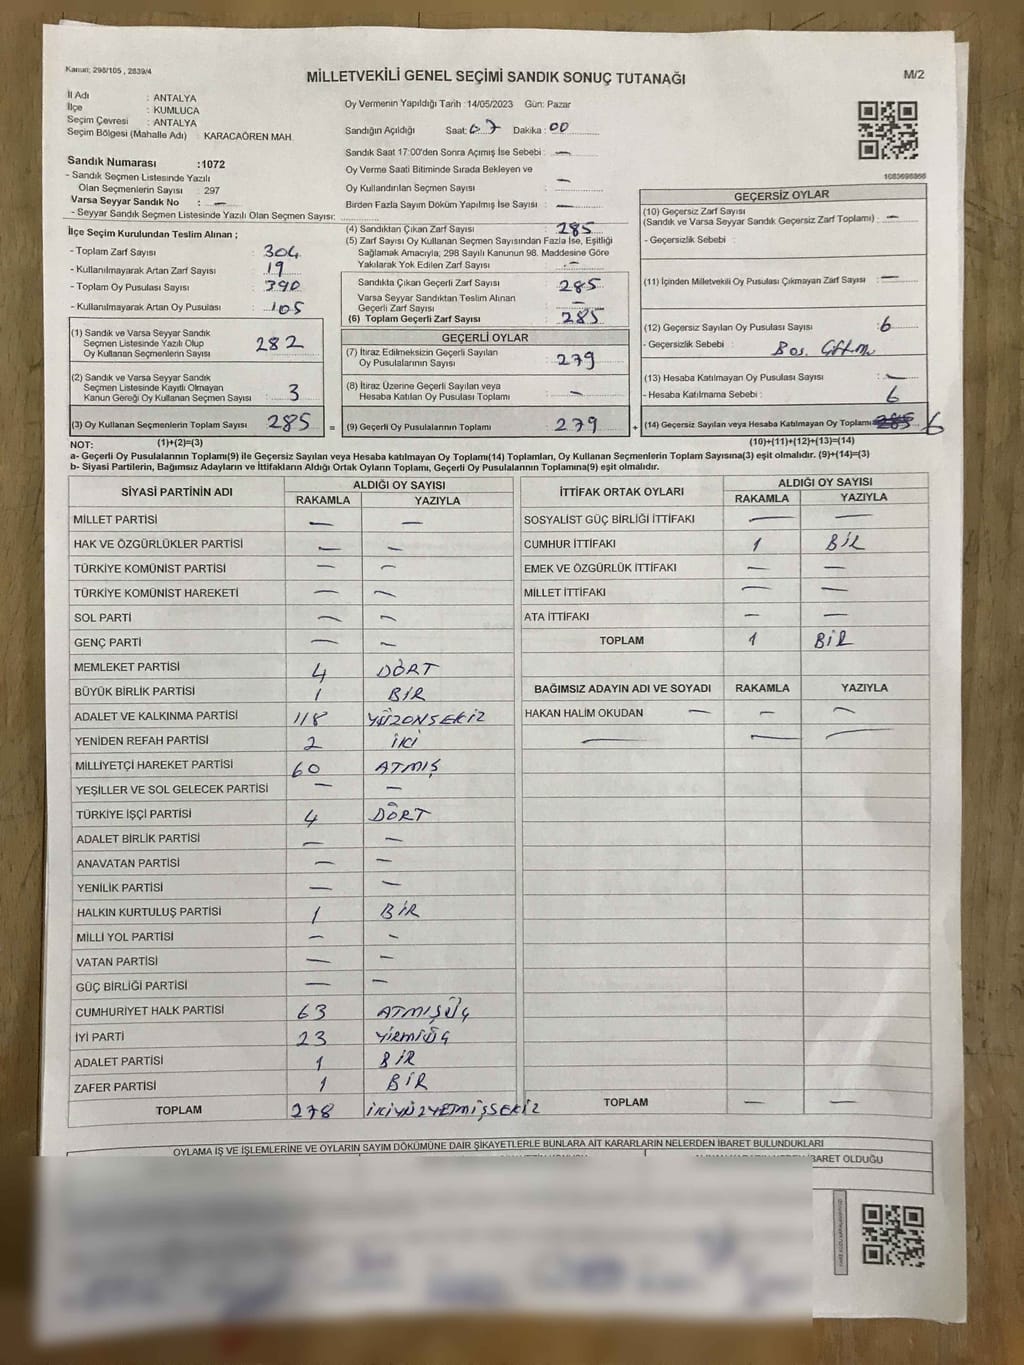 Kanun: 298/105 , 2839/4
MİLLETVEKİLİ GENEL SEÇİMİ SANDIK SONUÇ TUTANAĞI
M/2
İl Adı : ANTALYA
İlçe : KUMLUCA
Seçim Çevresi : ANTALYA
Seçim Bölgesi (Mahalle Adı) KARACAÖREN MAH.
Sandık Numarası :1072
- Sandık Seçmen Listesinde Yazılı
Olan Seçmenlerin Sayısı : 297
Varsa Seyyar Sandık No : —
- Seyyar Sandık Seçmen Listesinde Yazılı Olan Seçmen Sayısı:
Oy Vermenin Yapıldığı Tarih :14/05/2023 Gün: Pazar
Sandığın Açıldığı Saat: 07 Dakika : 00
Sandık Saat 17:00'den Sonra Açımış İse Sebebi : —
Oy Verme Saati Bitiminde Sırada Bekleyen ve
Oy Kullandırılan Seçmen Sayısı : —
Birden Fazla Sayım Döküm Yapılmış İse Sayısı : —
1083698866
İlçe Seçim Kurulundan Teslim Alınan ;
- Toplam Zarf Sayısı : 304
- Kullanılmayarak Artan Zarf Sayısı : 19
- Toplam Oy Pusulası Sayısı : 390
- Kullanılmayarak Artan Oy Pusulası : 105
(1) Sandık ve Varsa Seyyar Sandık
Seçmen Listesinde Yazılı Olup
Oy Kullanan Seçmenlerin Sayısı : 282
(2) Sandık ve Varsa Seyyar Sandık
Seçmen Listesinde Kayıtlı Olmayan
Kanun Gereği Oy Kullanan Seçmen Sayısı : 3
(3) Oy Kullanan Seçmenlerin Toplam Sayısı : 285
(4) Sandıktan Çıkan Zarf Sayısı : 285
(5) Zarf Sayısı Oy Kullanan Seçmen Sayısından Fazla İse, Eşitliği
Sağlamak Amacıyla, 298 Sayılı Kanunun 98. Maddesine Göre
Yakılarak Yok Edilen Zarf Sayısı : —
Sandıkta Çıkan Geçerli Zarf Sayısı : 285
Varsa Seyyar Sandıktan Teslim Alınan
Geçerli Zarf Sayısı : —
(6) Toplam Geçerli Zarf Sayısı : 285
GEÇERLİ OYLAR
(7) İtiraz Edilmeksizin Geçerli Sayılan
Oy Pusulalarının Sayısı : 279
(8) İtiraz Üzerine Geçerli Sayılan veya
Hesaba Katılan Oy Pusulası Toplamı : —
= (9) Geçerli Oy Pusulalarının Toplamı : 279
GEÇERSİZ OYLAR
(10) Geçersiz Zarf Sayısı
(Sandık ve Varsa Seyyar Sandık Geçersiz Zarf Toplamı) : —
- Geçersizlik Sebebi :
(11) İçinden Milletvekili Oy Pusulası Çıkmayan Zarf Sayısı : —
(12) Geçersiz Sayılan Oy Pusulası Sayısı : 6
- Geçersizlik Sebebi : Boş
(13) Hesaba Katılmayan Oy Pusulası Sayısı : —
- Hesaba Katılmama Sebebi : 6
+ (14) Geçersiz Sayılan veya Hesaba Katılmayan Oy Toplamı : 285 6
NOT: (1)+(2)=(3)
(10)+(11)+(12)+(13)=(14)
a- Geçerli Oy Pusulalarının Toplamı(9) ile Geçersiz Sayılan veya Hesaba katılmayan Oy Toplamı(14) Toplamları, Oy Kullanan Seçmenlerin Toplam Sayısına(3) eşit olmalıdır. (9)+(14)=(3)
b- Siyasi Partilerin, Bağımsız Adayların ve İttifakların Aldığı Ortak Oyların Toplamı, Geçerli Oy Pusulalarının Toplamına(9) eşit olmalıdır.
SİYASİ PARTİNİN ADI ALDIĞI OY SAYISI
RAKAMLA YAZIYLA
MİLLET PARTİSİ — —
HAK VE ÖZGÜRLÜKLER PARTİSİ — —
TÜRKİYE KOMÜNİST PARTİSİ — —
TÜRKİYE KOMÜNİST HAREKETİ — —
SOL PARTİ — —
GENÇ PARTİ — —
MEMLEKET PARTİSİ 4 DÖRT
BÜYÜK BİRLİK PARTİSİ 1 BİR
ADALET VE KALKINMA PARTİSİ 118 YÜZONSEKİZ
YENİDEN REFAH PARTİSİ 2 İKİ
MİLLİYETÇİ HAREKET PARTİSİ 60 ATMIŞ
YEŞİLLER VE SOL GELECEK PARTİSİ — —
TÜRKİYE İŞÇİ PARTİSİ 4 DÖRT
ADALET BİRLİK PARTİSİ — —
ANAVATAN PARTİSİ — —
YENİLİK PARTİSİ — —
HALKIN KURTULUŞ PARTİSİ 1 BİR
MİLLİ YOL PARTİSİ — —
VATAN PARTİSİ — —
GÜÇ BİRLİĞİ PARTİSİ — —
CUMHURİYET HALK PARTİSİ 63 ATMIŞÜÇ
İYİ PARTİ 23 YİRMİÜÇ
ADALET PARTİSİ 1 BİR
ZAFER PARTİSİ 1 BİR
TOPLAM 278 İKİYÜZYETMİŞSEKİZ
İTTİFAK ORTAK OYLARI ALDIĞI OY SAYISI
RAKAMLA YAZIYLA
SOSYALİST GÜÇ BİRLİĞİ İTTİFAKI — —
CUMHUR İTTİFAKI 1 BİR
EMEK VE ÖZGÜRLÜK İTTİFAKI — —
MİLLET İTTİFAKI — —
ATA İTTİFAKI — —
TOPLAM 1 BİR
BAĞIMSIZ ADAYIN ADI VE SOYADI RAKAMLA YAZIYLA
HAKAN HALİM OKUDAN — — —
— — —
TOPLAM — —
OYLAMA İŞ VE İŞLEMLERİNE VE OYLARIN SAYIM DÖKÜMÜNE DAİR ŞİKAYETLERLE BUNLARA AİT KARARLARIN NELERDEN İBARET BULUNDUKLARI
İBARET OLDUĞU